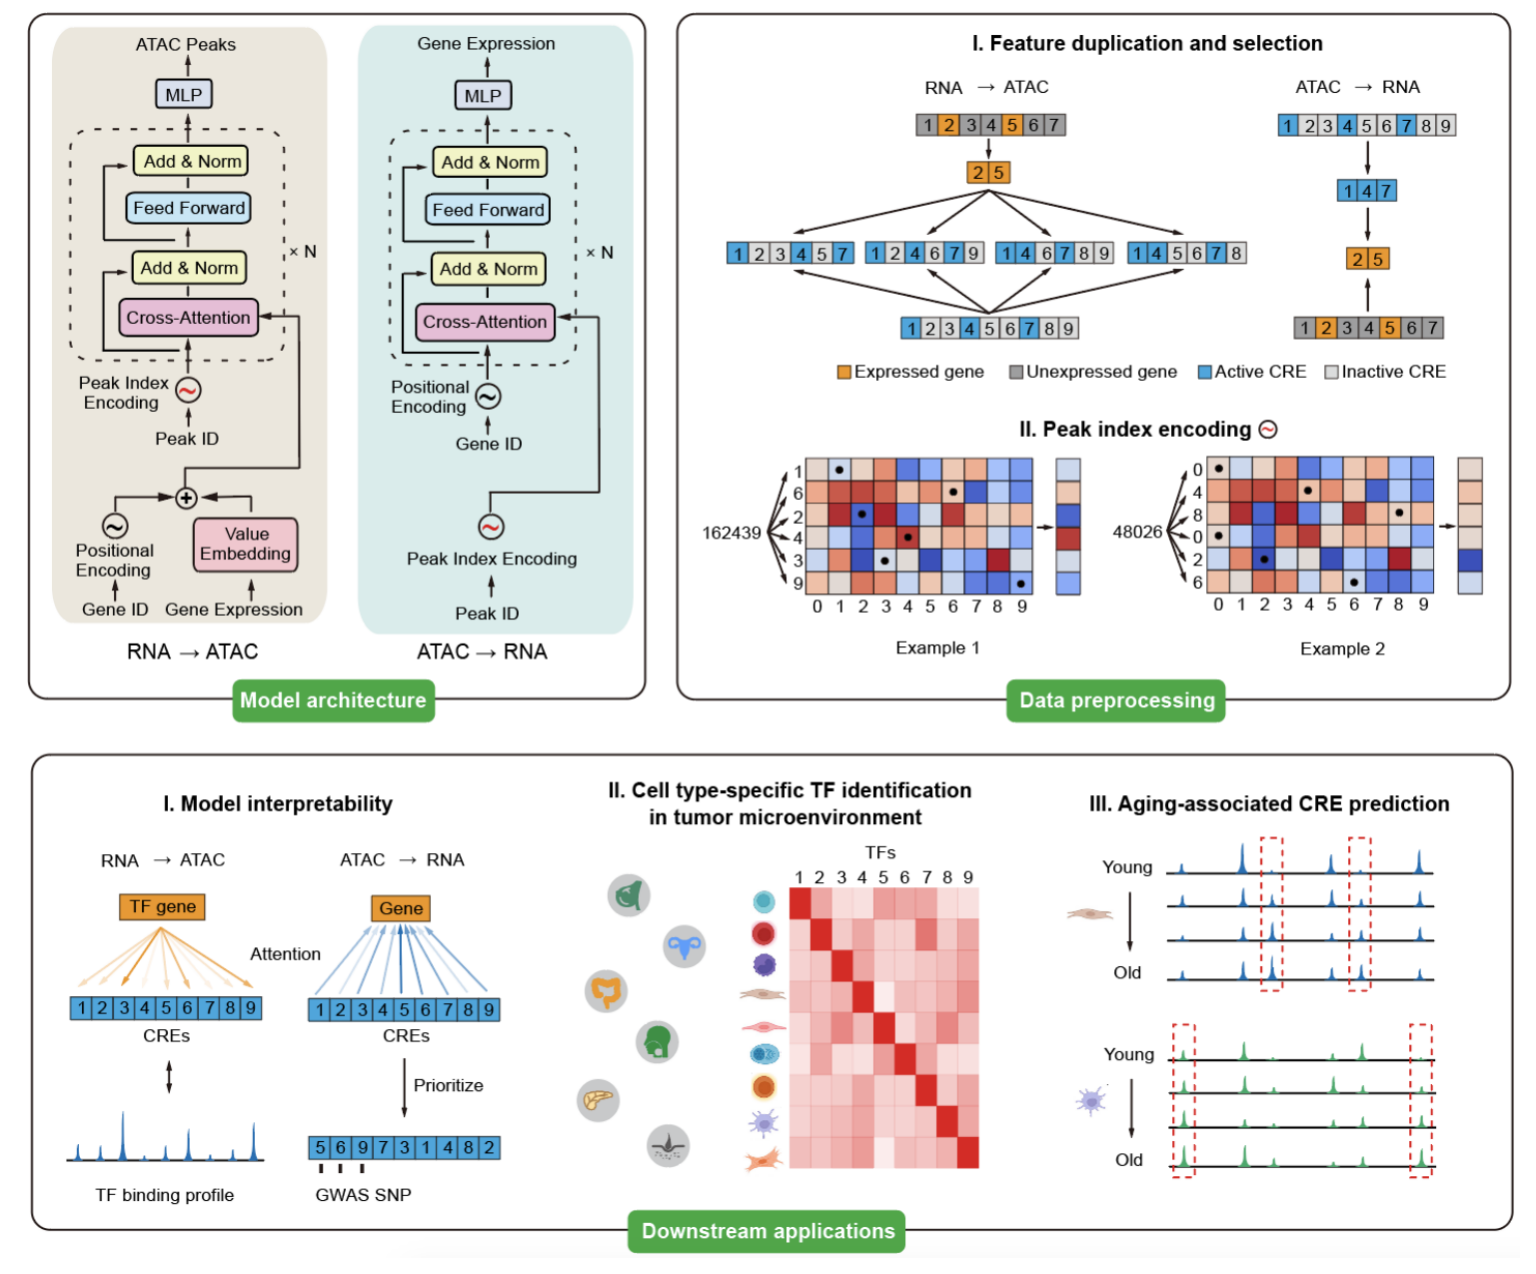 ATAC Peaks
MLP
Add & Norm
Feed Forward
Add & Norm
× N
Cross-Attention
Peak Index
Encoding
Peak ID
+
Positional
Encoding
Value
Embedding
Gene ID
Gene Expression
RNA → ATAC
Gene Expression
MLP
Add & Norm
Feed Forward
Add & Norm
× N
Cross-Attention
Positional
Encoding
Gene ID
Peak Index Encoding
Peak ID
ATAC → RNA
Model architecture
I. Feature duplication and selection
RNA → ATAC
1 2 3 4 5 6 7
2 5
1 2 3 4 5 7
1 2 4 6 7 9
1 4 6 7 8 9
1 4 5 6 7 8
1 2 3 4 5 6 7 8 9
ATAC → RNA
1 2 3 4 5 6 7 8 9
1 4 7
2 5
1 2 3 4 5 6 7
Expressed gene
Unexpressed gene
Active CRE
Inactive CRE
II. Peak index encoding
162439
1
6
2
4
3
9
0 1 2 3 4 5 6 7 8 9
Example 1
48026
0
4
8
0
2
6
0 1 2 3 4 5 6 7 8 9
Example 2
Data preprocessing
I. Model interpretability
RNA → ATAC
TF gene
Attention
1 2 3 4 5 6 7 8 9
CREs
TF binding profile
ATAC → RNA
Gene
1 2 3 4 5 6 7 8 9
CREs
Prioritize
5 6 9 7 3 1 4 8 2
GWAS SNP
II. Cell type-specific TF identification
in tumor microenvironment
TFs
1 2 3 4 5 6 7 8 9
III. Aging-associated CRE prediction
Young
Old
Young
Old
Downstream applications